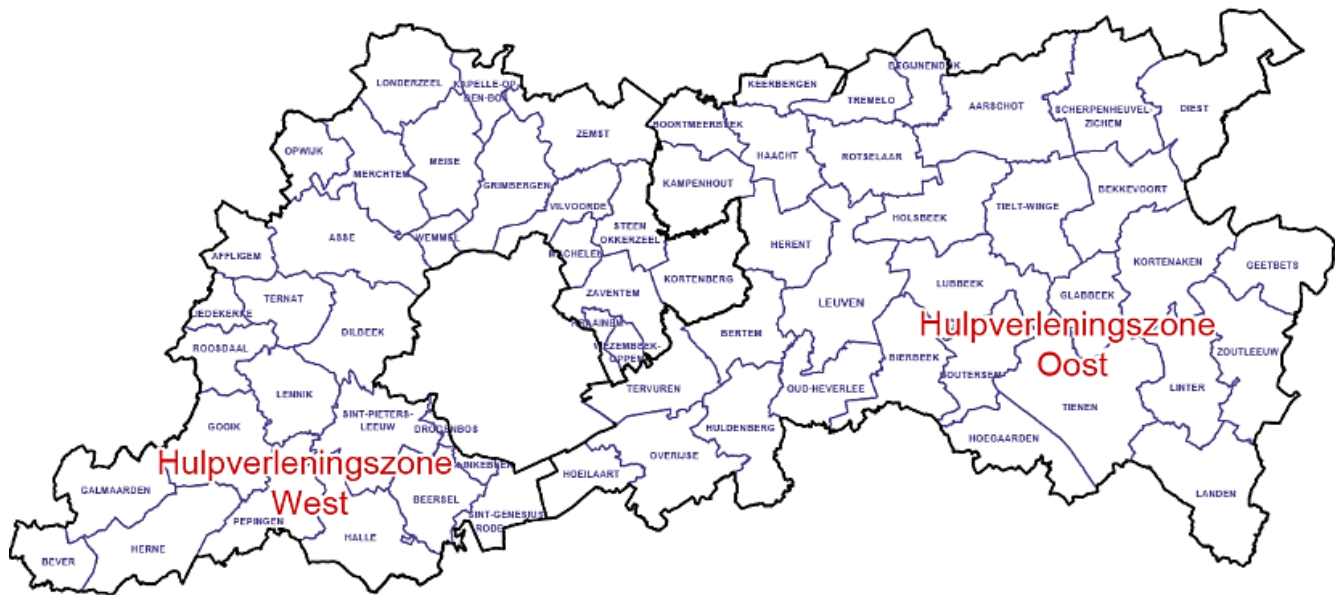 LONDERZEEL
KAPELLE-OP-
DEN-BOS
KEERBERGEN
BEGIJNENDIJK
TREMELO
AARSCHOT
SCHERPENHEUVEL-
ZICHEM
DIEST
OPWIJK
MERCHTEM
MEISE
GRIMBERGEN
ZEMST
BOORTMEERBEEK
HAACHT
ROTSELAAR
KAMPENHOUT
BEKKEVOORT
VILVOORDE
HOLSBEEK
TIELT-WINGE
ASSE
WEMMEL
STEEN
OKKERZEEL
MACHELEN
HERENT
AFFLIGEM
KORTENBERG
KORTENAKEN
GEETBETS
LUBBEEK
GLABBEEK
LIEDEKERKE
TERNAT
DILBEEK
ZAVENTEM
LEUVEN
KRAAINEM
WEZEMBEEK-
OPPEM
BERTEM
Hulpverleningszone
Oost
ROOSDAAL
BIERBEEK
BOUTERSEM
ZOUTLEEUW
LENNIK
TERVUREN
OUD-HEVERLEE
LINTER
TIENEN
GOOIK
SINT-PIETERS-
LEEUW
DROGENBOS
HULDENBERG
HOEGAARDEN
OVERIJSE
Hulpverleningszone
West
LINKEBEEK
HOEILAART
GALMAARDEN
BEERSEL
LANDEN
PEPINGEN
SINT-GENESIUS
RODE
HALLE
HERNE
BEVER